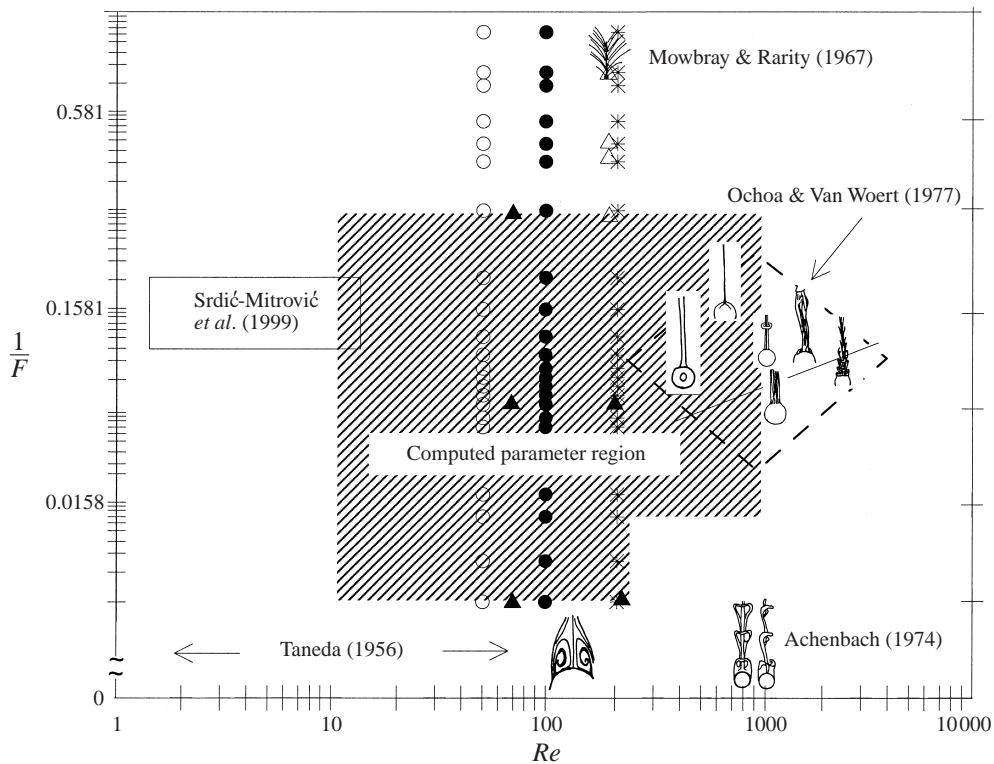 Mowbray & Rarity (1967)
0.581
Ochoa & Van Woert (1977)
Srdić-Mitrović
et al. (1999)
0.1581
1
F
Computed parameter region
0.0158
Taneda (1956)
Achenbach (1974)
≈
≈
0
1
10
100
1000
10000
Re